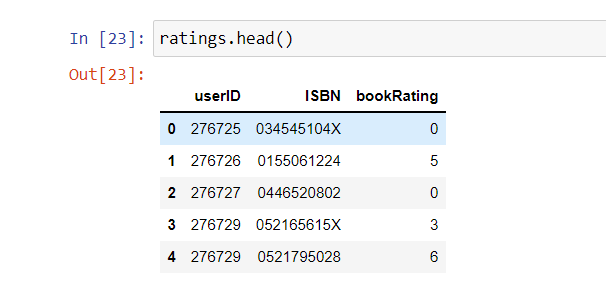 In [23]: ratings.head()
Out[23]:
userID ISBN bookRating
0 276725 034545104X 0
1 276726 0155061224 5
2 276727 0446520802 0
3 276729 052165615X 3
4 276729 0521795028 6